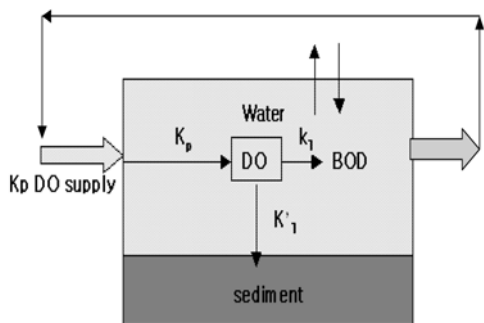 Water
Kp
k1
DO
BOD
Kp DO supply
K'1
sediment